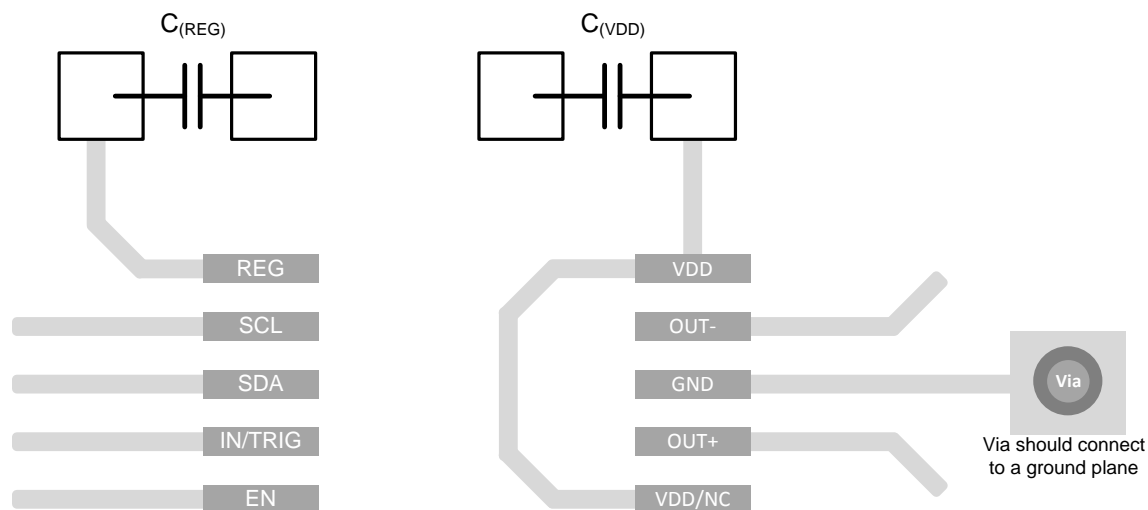 C(REG)
C(VDD)
REG
SCL
SDA
IN/TRIG
EN
VDD
OUT-
GND
OUT+
VDD/NC
Via
Via should connect
to a ground plane